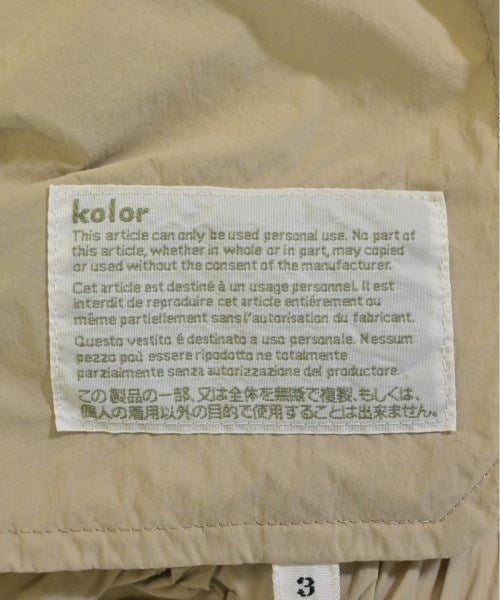 kolor
This article can only be used personal use. No part of
this article, whether in whole or in part, may copied
or used without the consent of the manufacturer.
Cet article est destiné à un usage personnel. Il est
interdit de reproduire cet article entiérement ou
même partiellement sans l'autorisation du fabricant.
Questo vestito é destinato a uso personale. Nessum
pezzo può essere ripodotto ne totalmente
parzialmente senza autorizzazione del produttore.
この製品の一部、又は全体を無断で複製、もしくは、
個人の着用以外の目的で使用することは出来ません。
3